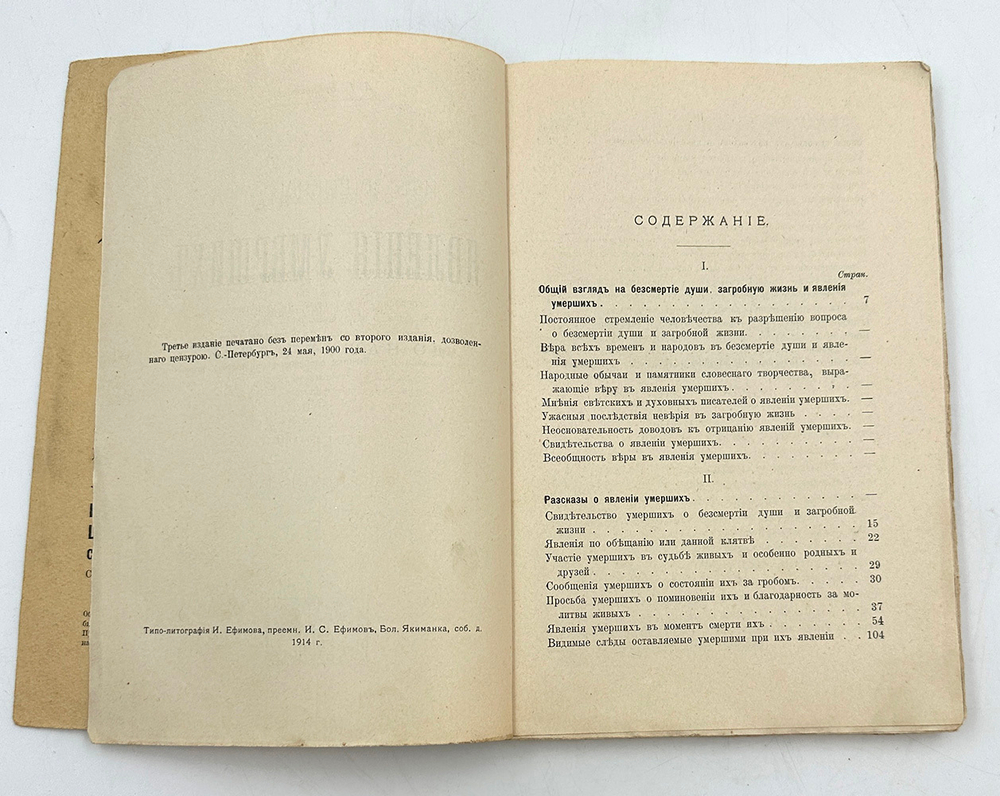 Третье изданіе печатано безъ перемѣнъ со второго изданія, дозволен-
наго цензурою. С.-Петербургъ, 24 мая, 1900 года.
Типо-литографія И. Ефимова, преемн. И. С. Ефимовъ, Бол. Якиманка, соб. д.
1914 г.
СОДЕРЖАНІЕ.
I.
Стран.
Общій взглядъ на безсмертіе души, загробную жизнь и явленія
умершихъ . . . . . . . . . . . . . . . . . . 7
Постоянное стремленіе человѣчества къ разрѣшенію вопроса
о безсмертіи души и загробной жизни. . . . . . . . —
Вѣра всѣхъ временъ и народовъ въ безсмертіе души и явле-
нія умершихъ . . . . . . . . . . . . . . . . —
Народные обычаи и памятники словеснаго творчества, выра-
жающіе вѣру въ явленія умершихъ. . . . . . . . . —
Мнѣнія свѣтскихъ и духовныхъ писателей о явленіи умершихъ. —
Ужасныя послѣдствія невѣрія въ загробную жизнь . . . . —
Неосновательность доводовъ къ отрицанію явленій умершихъ. —
Свидѣтельства о явленіи умершихъ. . . . . . . . . . —
Всеобщность вѣры въ явленія умершихъ. . . . . . . . —
II.
Разсказы о явленіи умершихъ. . . . . . . . . . . . —
Свидѣтельство умершихъ о безсмертіи души и загробной
жизни . . . . . . . . . . . . . . . . . . 15
Явленія по обѣщанію или данной клятвѣ . . . . . . . 22
Участіе умершихъ въ судьбѣ живыхъ и особенно родныхъ и
друзей . . . . . . . . . . . . . . . . . . 29
Сообщенія умершихъ о состояніи ихъ за гробомъ. . . . . 30
Просьба умершихъ о поминовеніи ихъ и благодарность за мо-
литвы живыхъ . . . . . . . . . . . . . . . 37
Явленія умершихъ въ моментъ смерти ихъ . . . . . . . 54
Видимые слѣды оставляемые умершими при ихъ явленіи . . 104